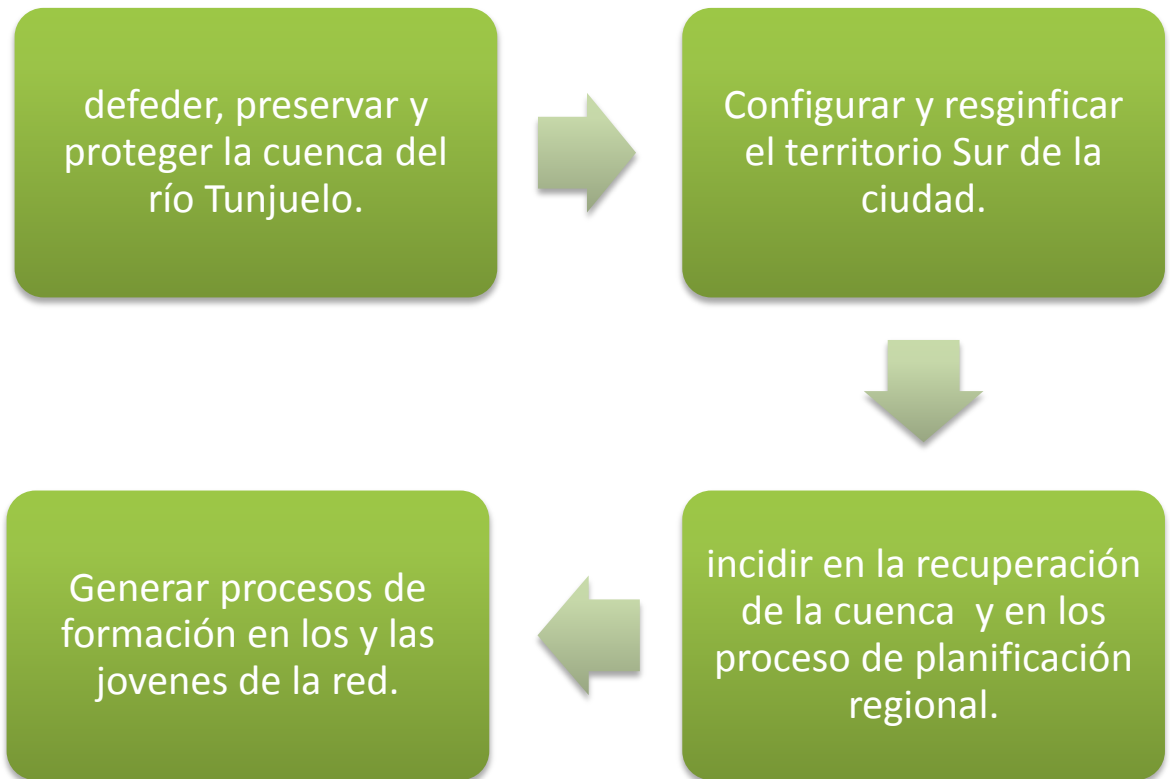 defeder, preservar y
proteger la cuenca del
río Tunjuelo.
Configurar y resginficar
el territorio Sur de la
ciudad.
incidir en la recuperación
de la cuenca y en los
proceso de planificación
regional.
Generar procesos de
formación en los y las
jovenes de la red.